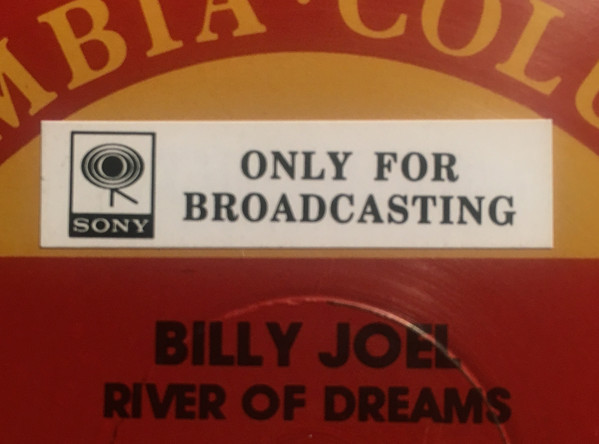 MBIA · COLU
SONY
ONLY FOR
BROADCASTING
BILLY JOEL
RIVER OF DREAMS